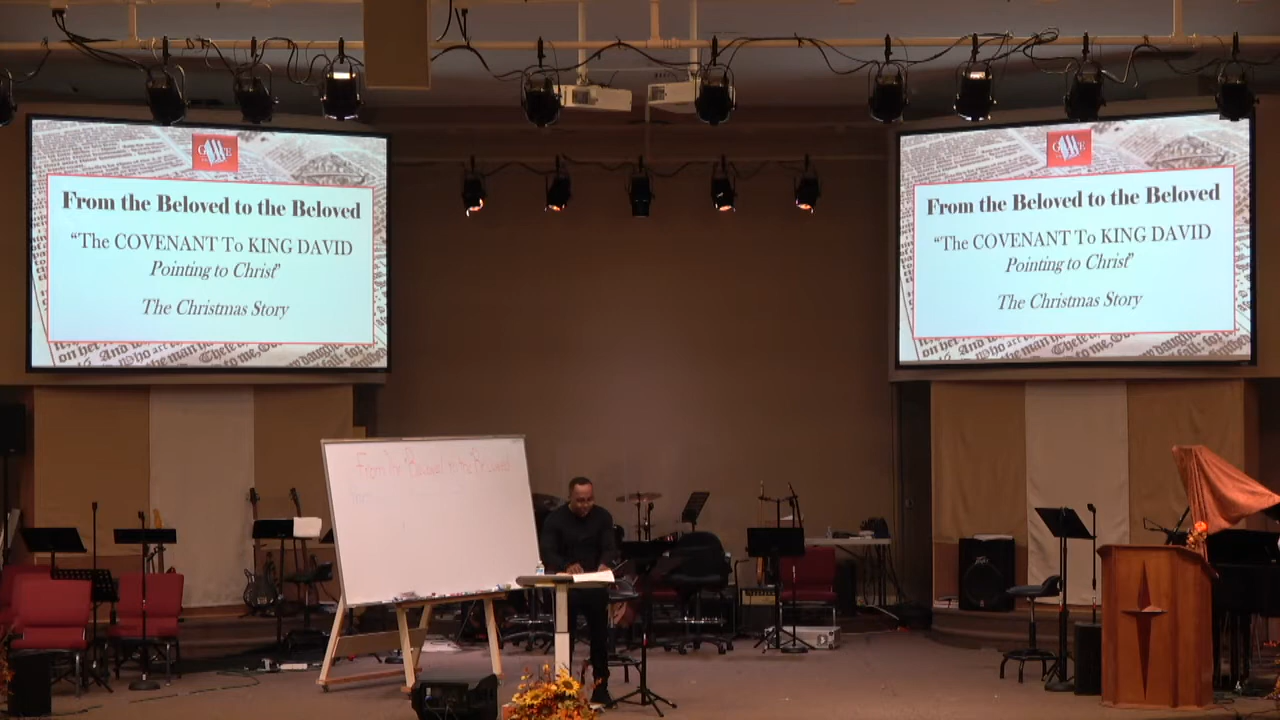 From the Beloved to the Beloved
"The COVENANT To KING DAVID
Pointing to Christ"
The Christmas Story
From the Beloved to the Beloved
"The COVENANT To KING DAVID
Pointing to Christ"
The Christmas Story
From the Beloved to the Beloved